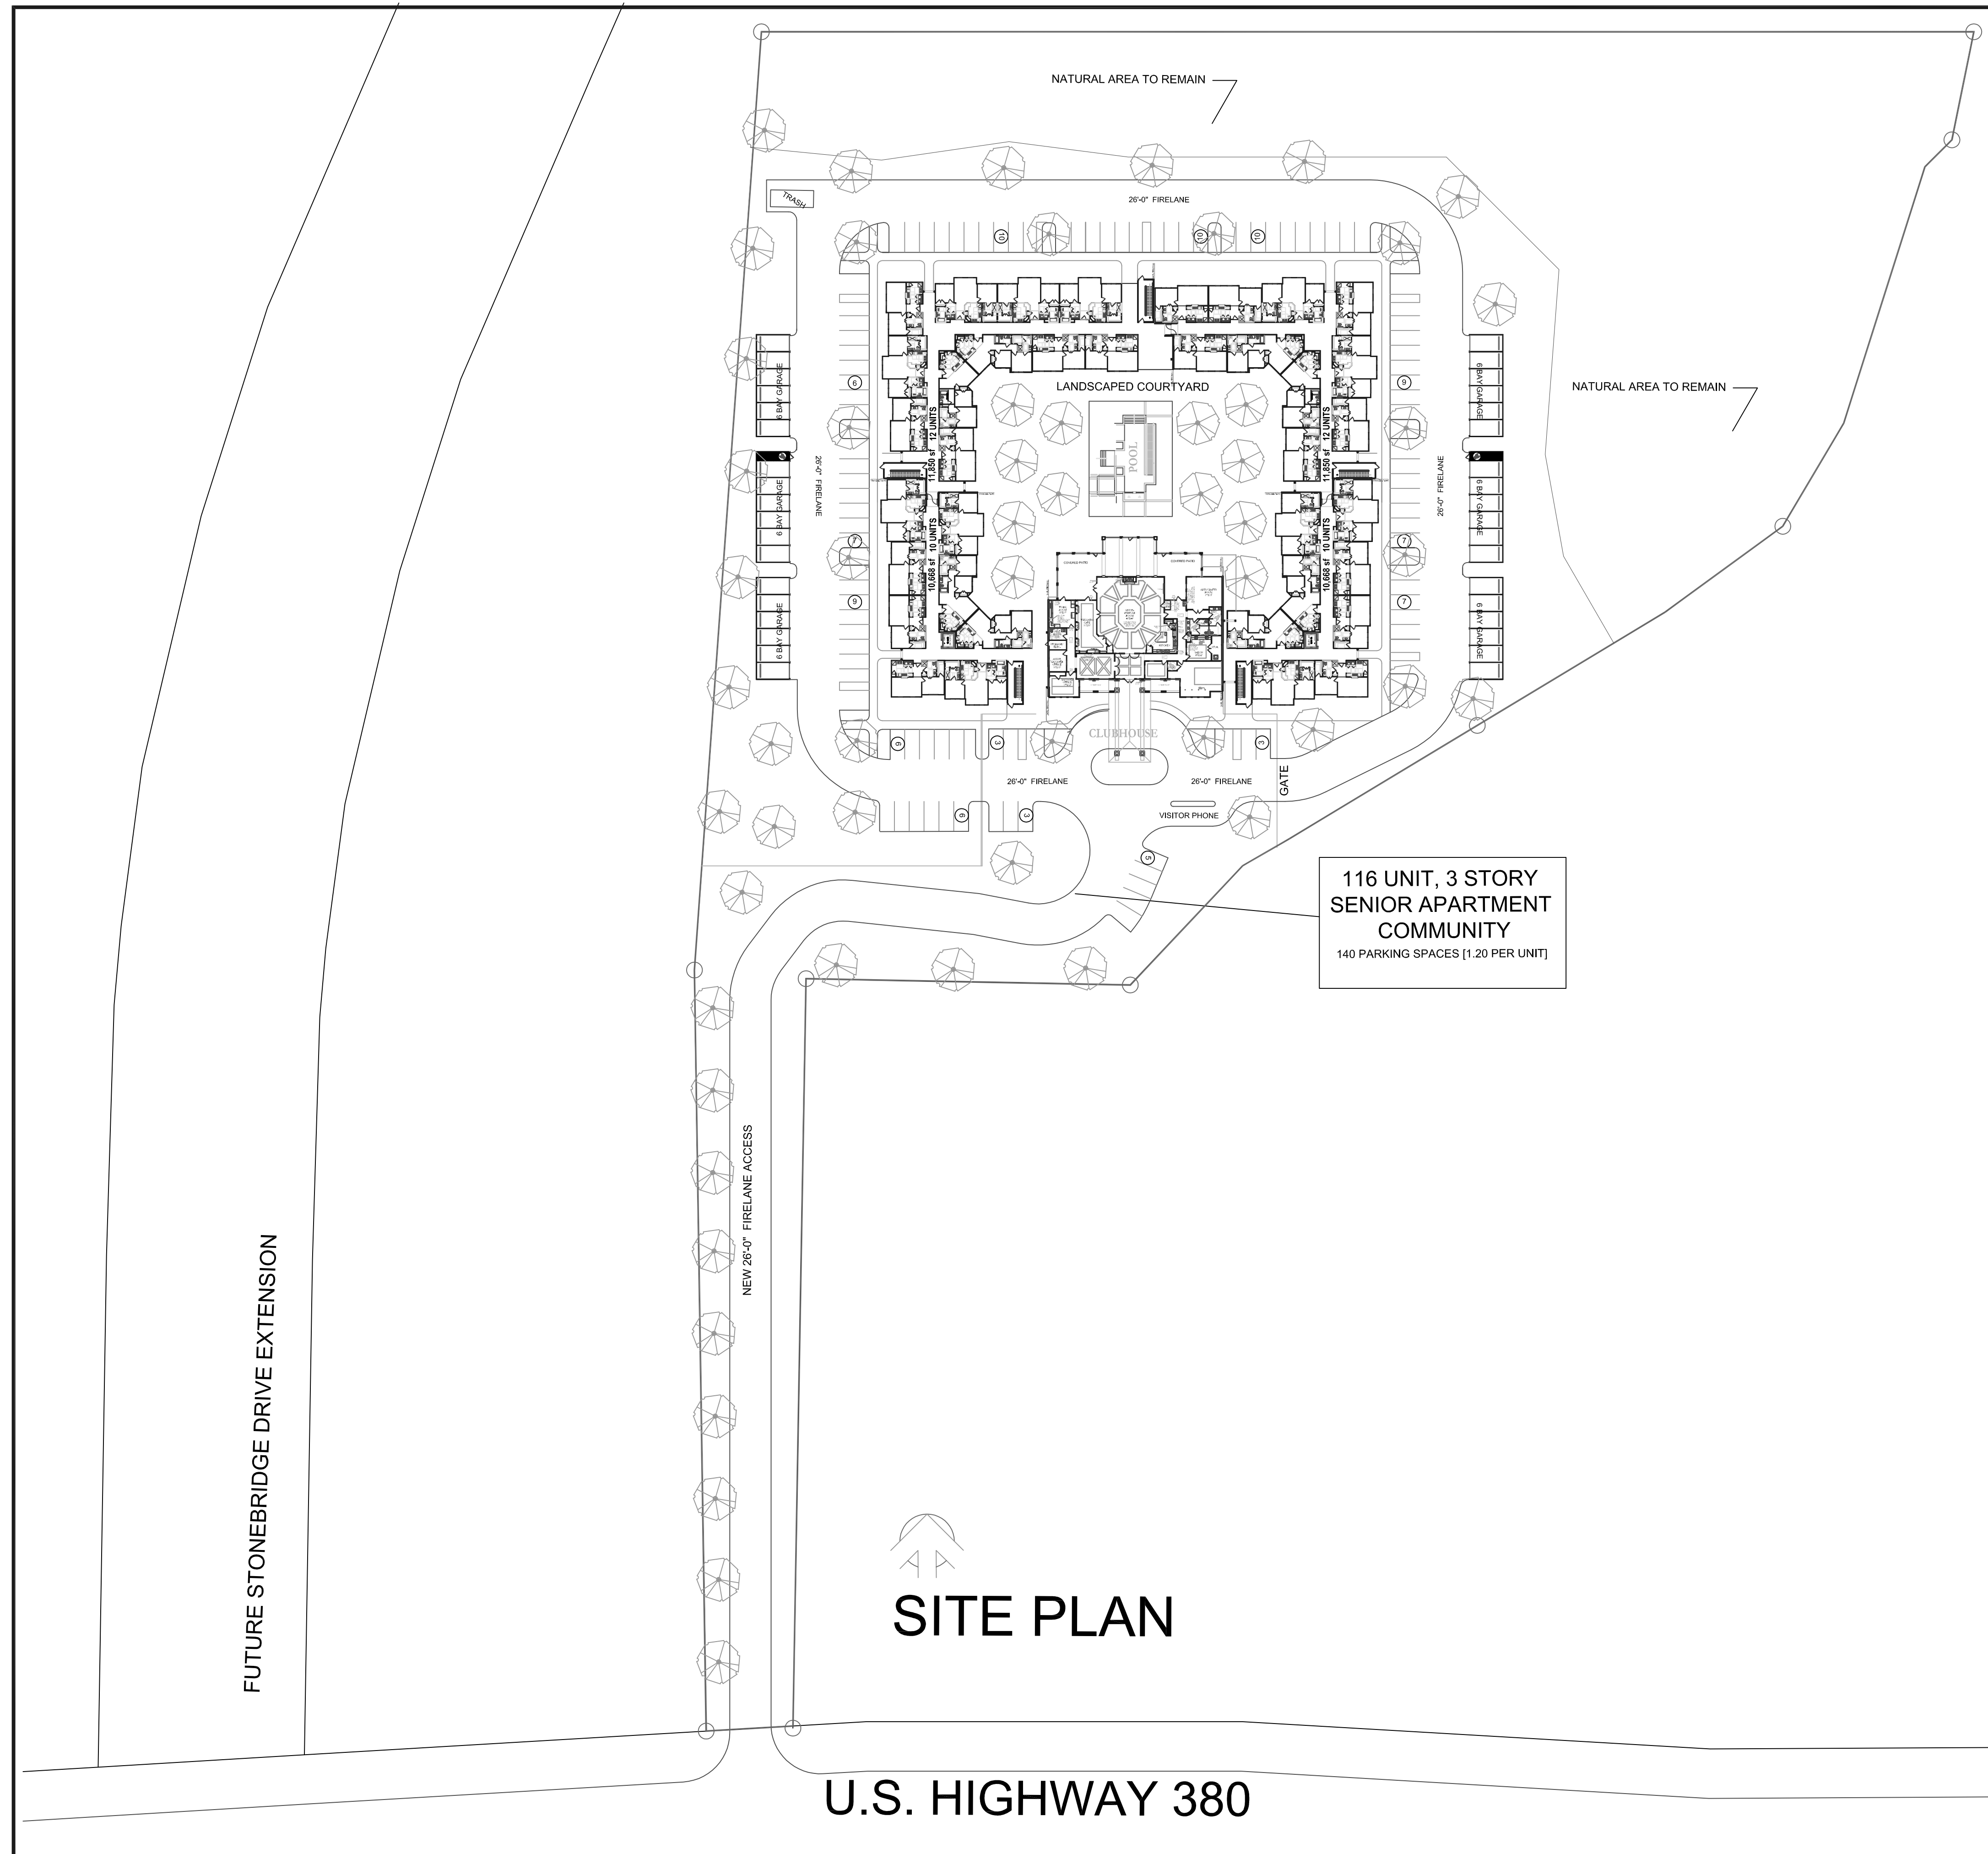 NATURAL AREA TO REMAIN
TRASH
26'-0" FIRELANE
10
10
10
6 BAY GARAGE
6
LANDSCAPED COURTYARD
9
6 BAY GARAGE
NATURAL AREA TO REMAIN
11,850 sf 12 UNITS
11,850 sf 12 UNITS
POOL
26'-0" FIRELANE
26'-0" FIRELANE
6 BAY GARAGE
6 BAY GARAGE
7
10,668 sf 10 UNITS
10,668 sf 10 UNITS
7
COVERED PATIO
COVERED PATIO
9
7
6 BAY GARAGE
6 BAY GARAGE
CLUBHOUSE
6
3
3
26'-0" FIRELANE
26'-0" FIRELANE
GATE
6
3
VISITOR PHONE
5
116 UNIT, 3 STORY
SENIOR APARTMENT
COMMUNITY
140 PARKING SPACES [1.20 PER UNIT]
NEW 26'-0" FIRELANE ACCESS
FUTURE STONEBRIDGE DRIVE EXTENSION
SITE PLAN
U.S. HIGHWAY 380